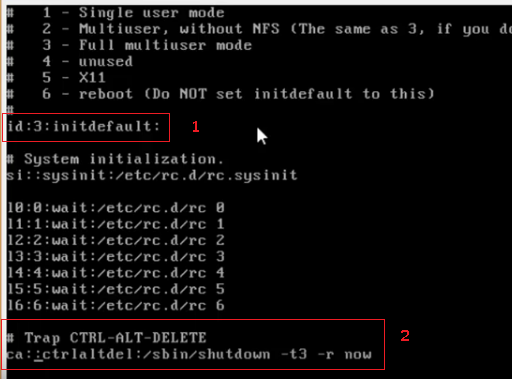 #   1 - Single user mode
#   2 - Multiuser, without NFS (The same as 3, if you do
#   3 - Full multiuser mode
#   4 - unused
#   5 - X11
#   6 - reboot (Do NOT set initdefault to this)
#
id:3:initdefault:
1
# System initialization.
si::sysinit:/etc/rc.d/rc.sysinit
l0:0:wait:/etc/rc.d/rc 0
l1:1:wait:/etc/rc.d/rc 1
l2:2:wait:/etc/rc.d/rc 2
l3:3:wait:/etc/rc.d/rc 3
l4:4:wait:/etc/rc.d/rc 4
l5:5:wait:/etc/rc.d/rc 5
l6:6:wait:/etc/rc.d/rc 6
# Trap CTRL-ALT-DELETE
2
ca::ctrlaltdel:/sbin/shutdown -t3 -r now